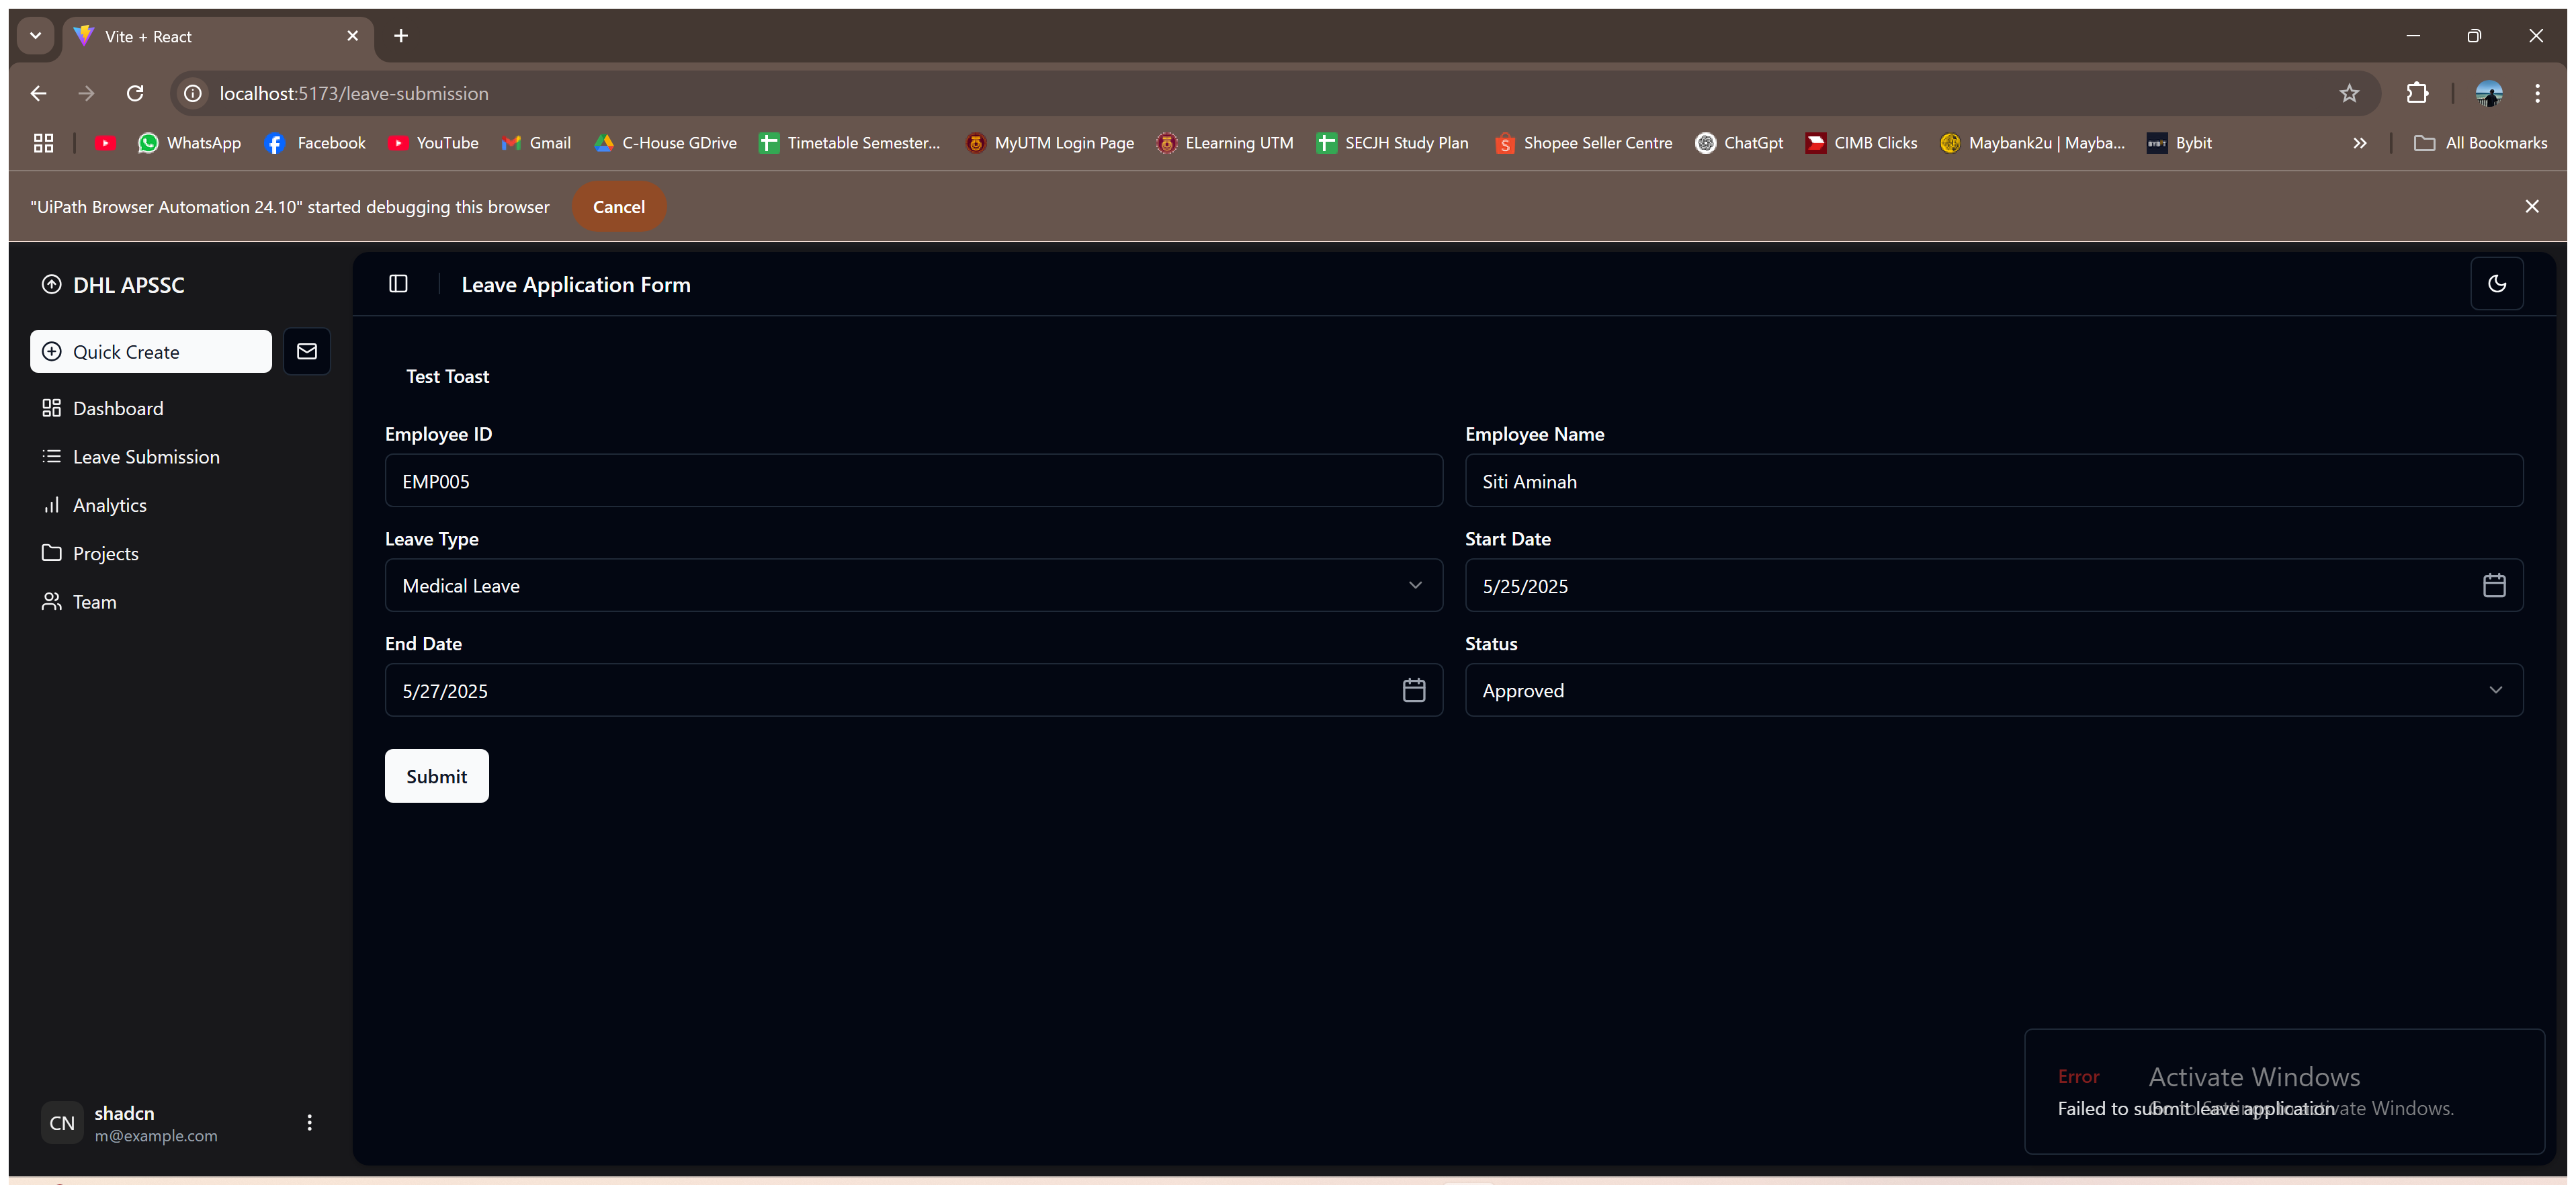 Vite + React
localhost:5173/leave-submission
WhatsApp Facebook YouTube Gmail C-House GDrive Timetable Semester... MyUTM Login Page ELearning UTM SECJH Study Plan Shopee Seller Centre ChatGpt CIMB Clicks Maybank2u | Mayba... Bybit All Bookmarks
"UiPath Browser Automation 24.10" started debugging this browser Cancel
DHL APSSC
Quick Create
Dashboard
Leave Submission
Analytics
Projects
Team
CN
shadcn
m@example.com
Leave Application Form
Test Toast
Employee ID
EMP005
Employee Name
Siti Aminah
Leave Type
Medical Leave
Start Date
5/25/2025
End Date
5/27/2025
Status
Approved
Submit
Error
Failed to submit leave application
Activate Windows
Go to Settings to activate Windows.